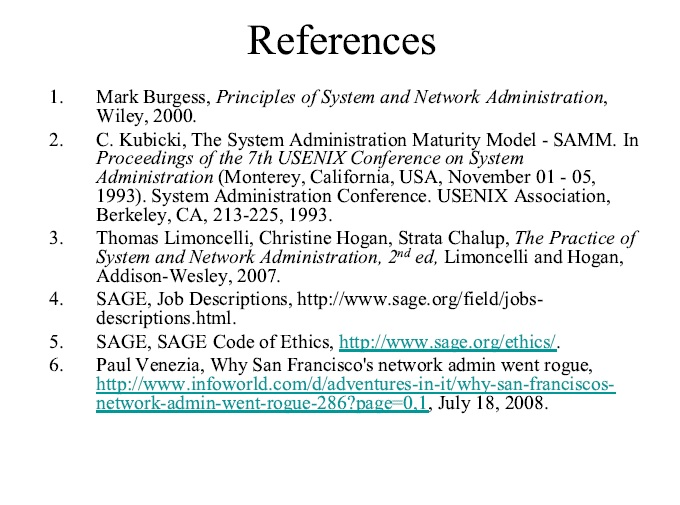 References
1. Mark Burgess, Principles of System and Network Administration,
Wiley, 2000.
2. C. Kubicki, The System Administration Maturity Model - SAMM. In
Proceedings of the 7th USENIX Conference on System
Administration (Monterey, California, USA, November 01 - 05,
1993). System Administration Conference. USENIX Association,
Berkeley, CA, 213-225, 1993.
3. Thomas Limoncelli, Christine Hogan, Strata Chalup, The Practice of
System and Network Administration, 2nd ed, Limoncelli and Hogan,
Addison-Wesley, 2007.
4. SAGE, Job Descriptions, http://www.sage.org/field/jobs-
descriptions.html.
5. SAGE, SAGE Code of Ethics, http://www.sage.org/ethics/.
6. Paul Venezia, Why San Francisco's network admin went rogue,
http://www.infoworld.com/d/adventures-in-it/why-san-franciscos-
network-admin-went-rogue-286?page=0,1, July 18, 2008.